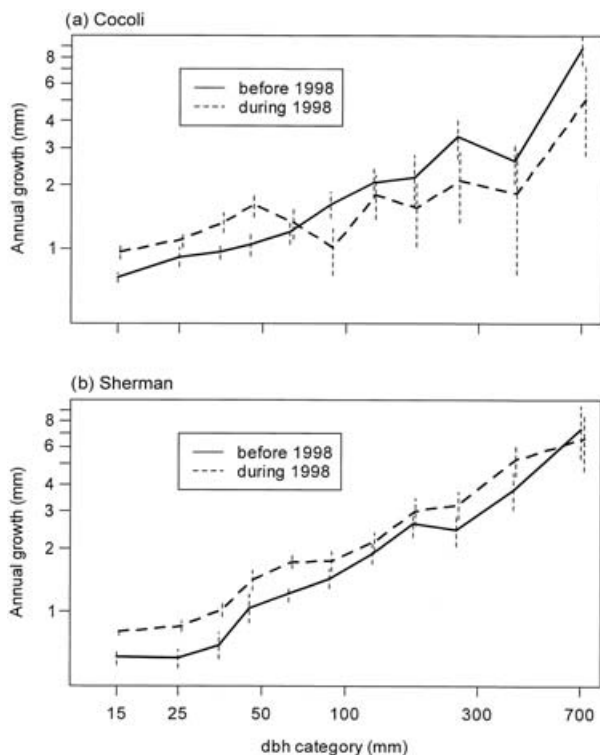 (a) Cocoli
8
6
4
3
2
1
Annual growth (mm)
before 1998
during 1998
(b) Sherman
8
6
4
3
2
1
Annual growth (mm)
before 1998
during 1998
15 25 50 100 300 700
dbh category (mm)